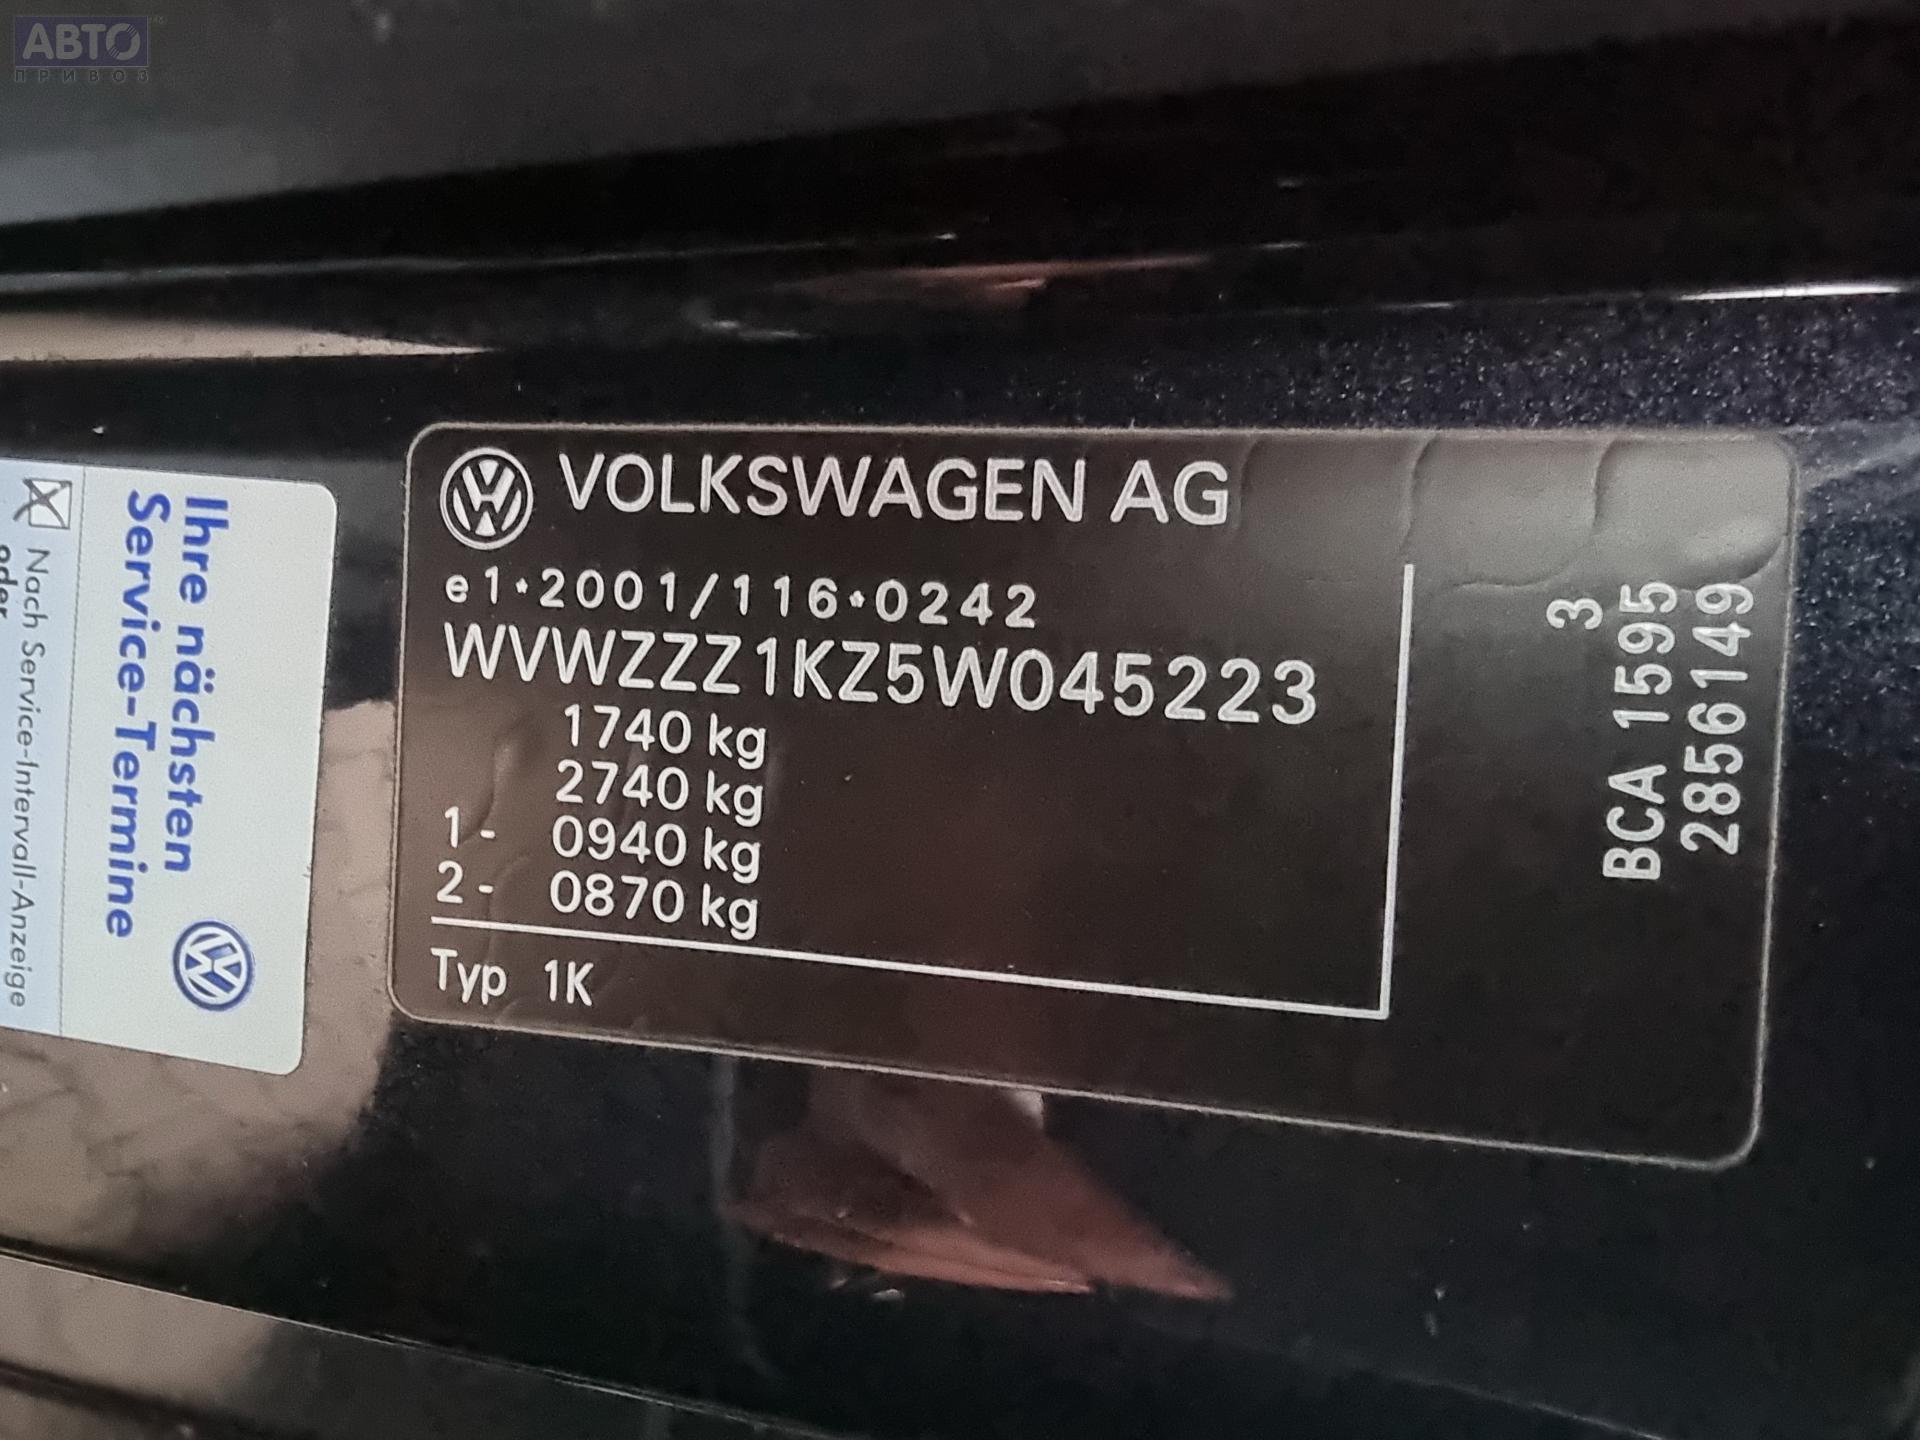 АВТО
ПРИВОЗ
VOLKSWAGEN AG
e1*2001/116*0242
WVWZZZ1KZ5W045223
1740 kg
2740 kg
1- 0940 kg
2- 0870 kg
Typ 1K
3
BCA 1595
2856149
Ihre nächsten
Service-Termine
Nach Service-Intervall-Anzeige
oder